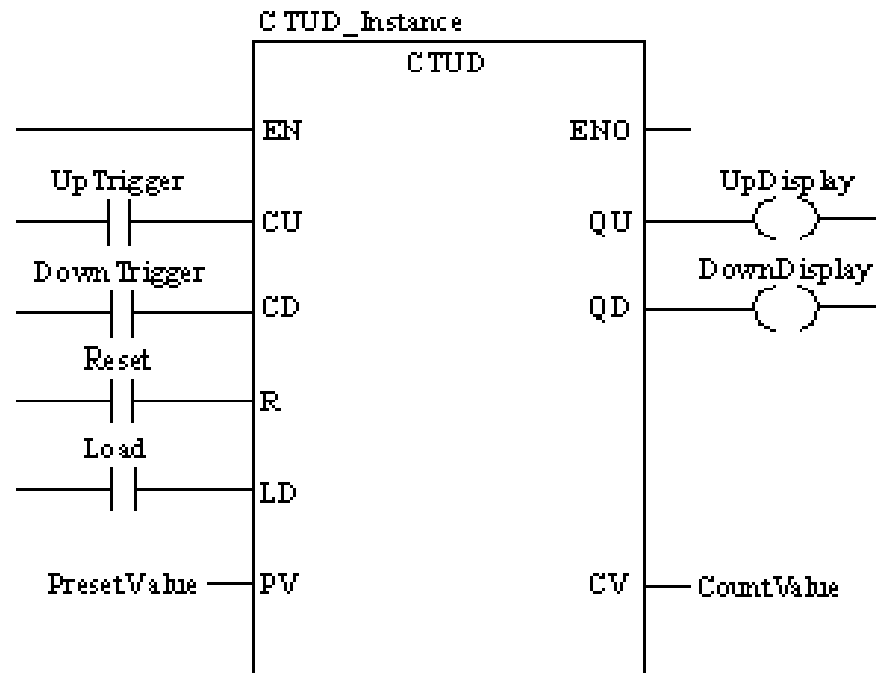 CTUD_Instance
CTUD
EN ENO
UpTrigger UpDisplay
CU QU
DownTrigger DownDisplay
CD QD
Reset
R
Load
LD
PresetValue PV CV CountValue